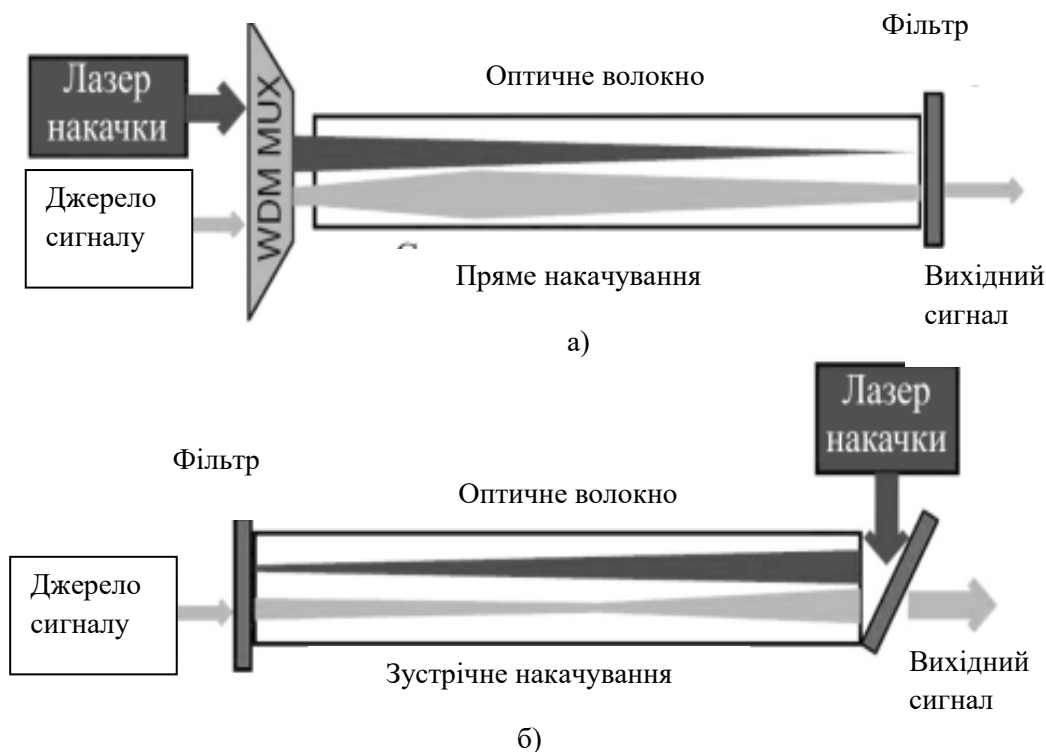 Фільтр
Оптичне волокно
Лазер
накачки
WDM MUX
Джерело
сигналу
Пряме накачування
Вихідний
сигнал
а)
Лазер
накачки
Фільтр
Оптичне волокно
Джерело
сигналу
Зустрічне накачування
Вихідний
сигнал
б)